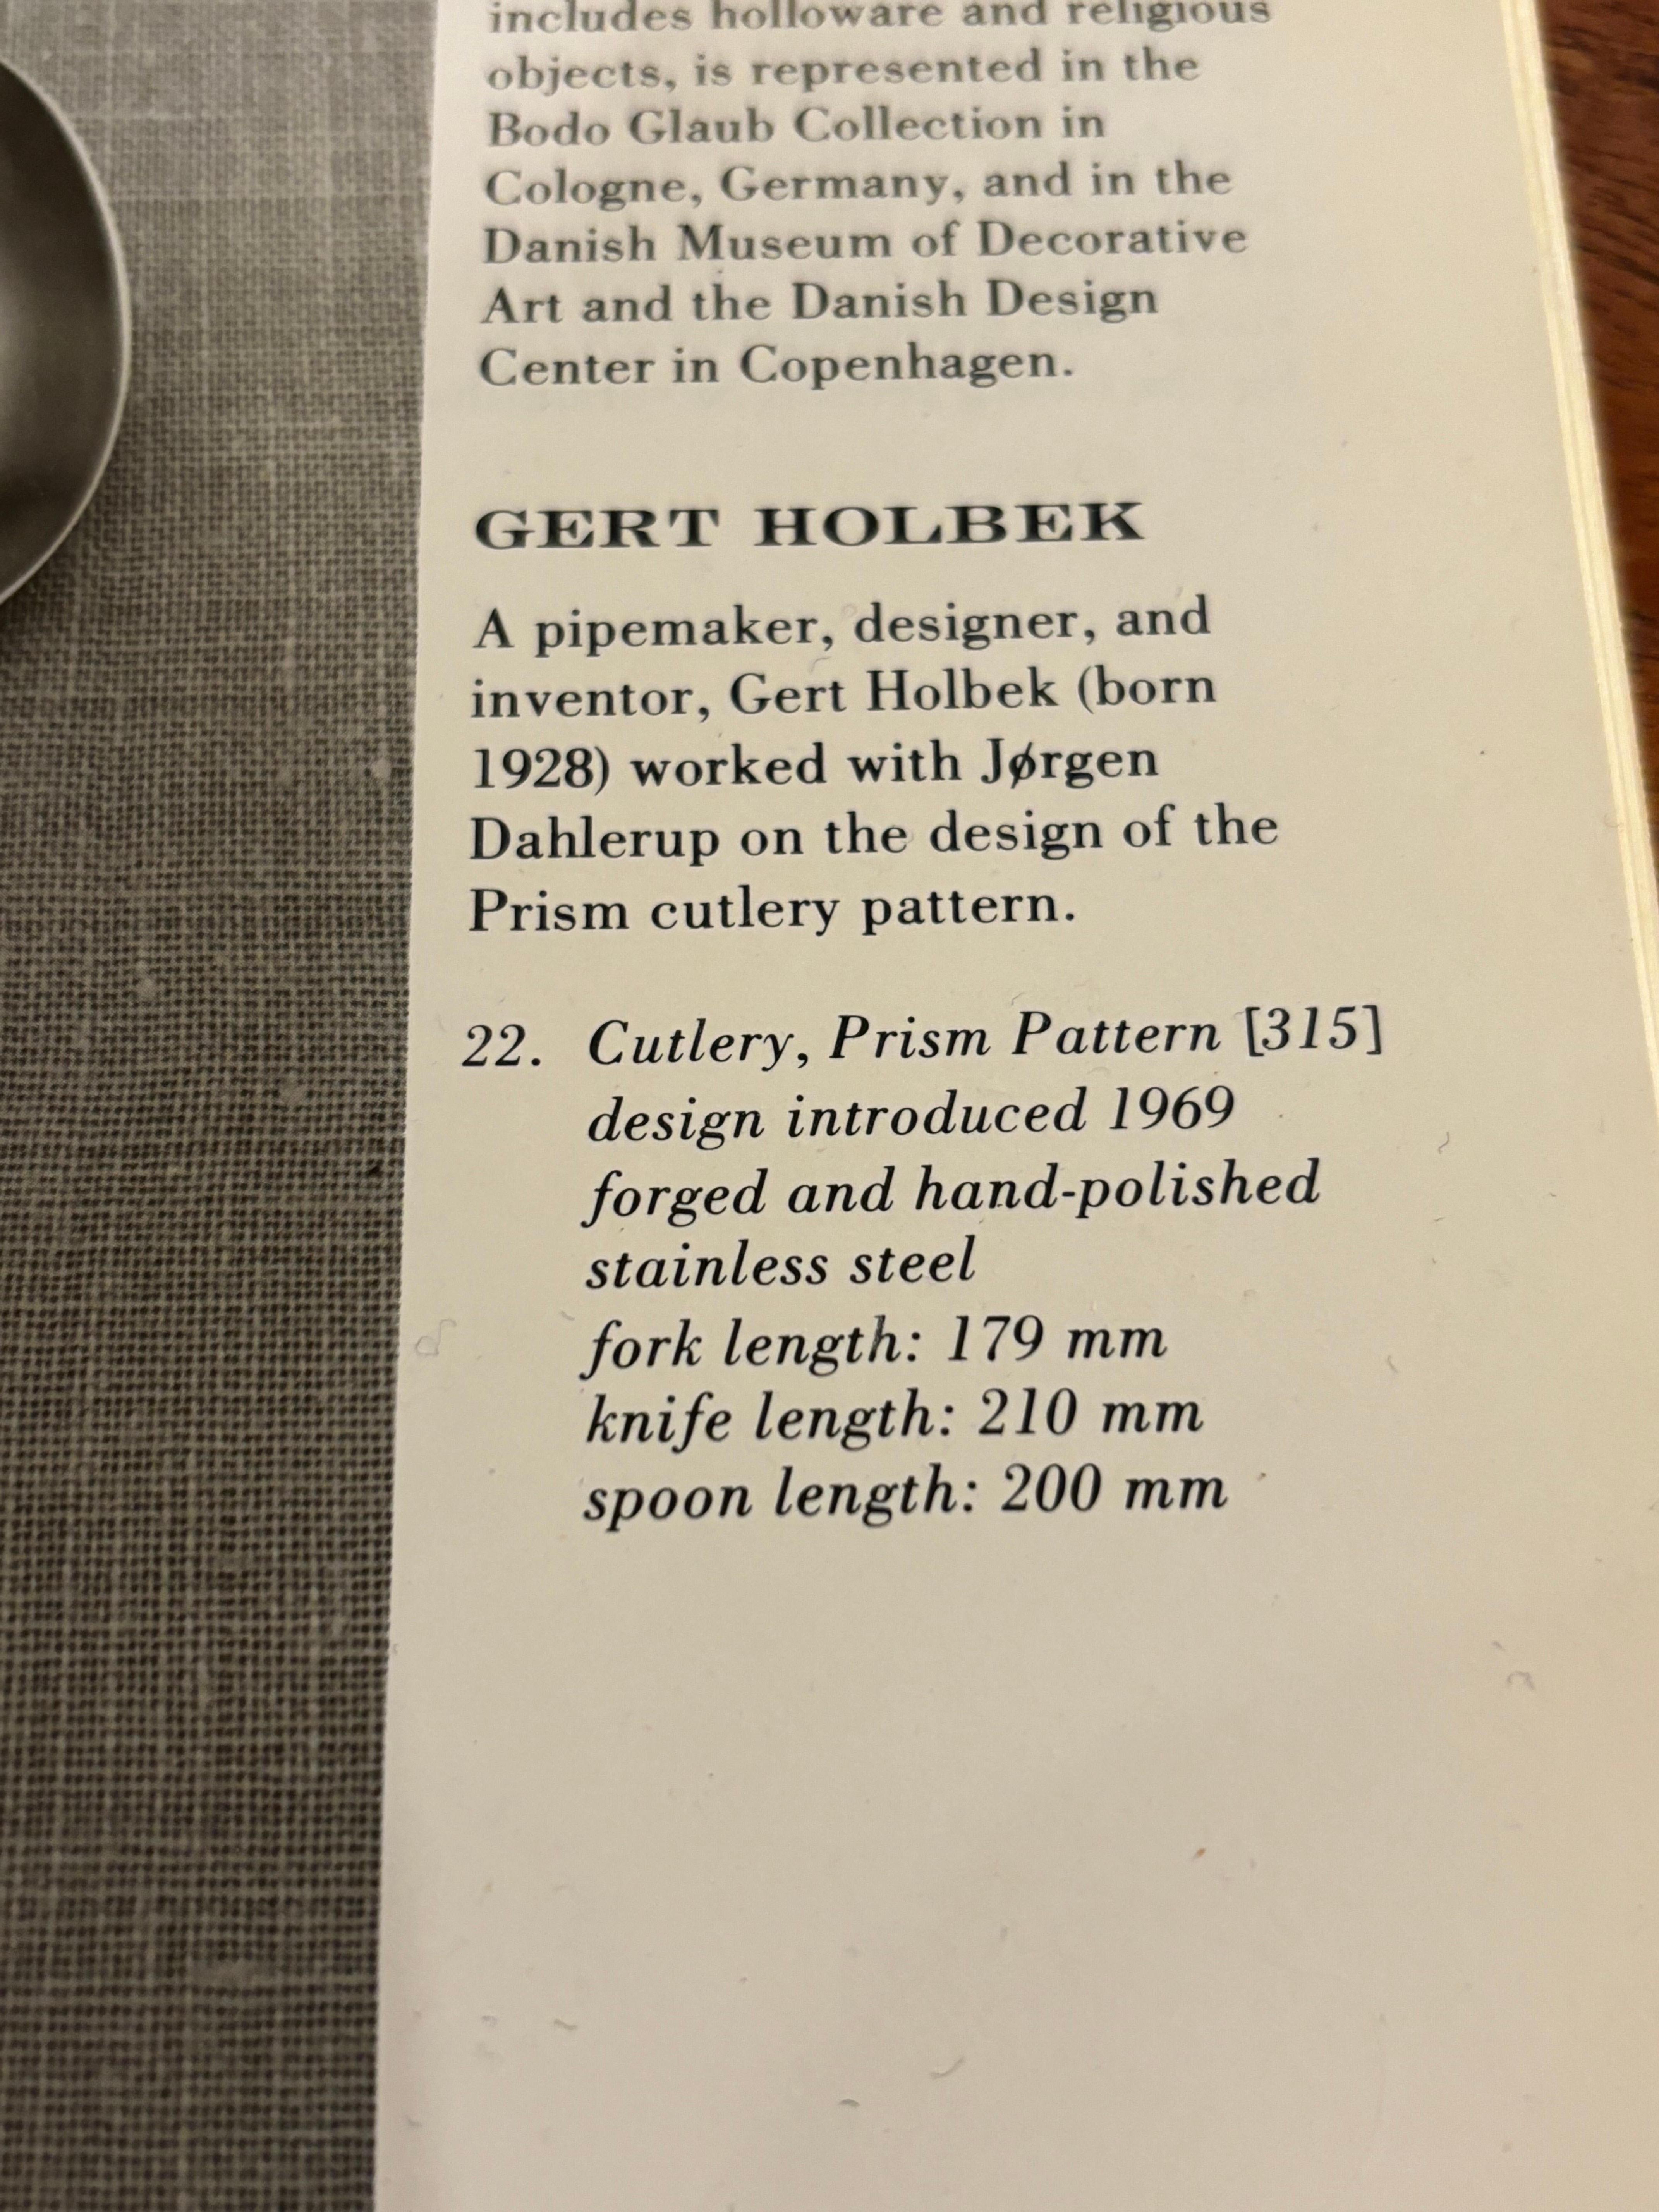 includes holloware and religious
objects, is represented in the
Bodo Glaub Collection in
Cologne, Germany, and in the
Danish Museum of Decorative
Art and the Danish Design
Center in Copenhagen.
GERT HOLBEK
A pipemaker, designer, and
inventor, Gert Holbek (born
1928) worked with Jørgen
Dahlerup on the design of the
Prism cutlery pattern.
22. Cutlery, Prism Pattern [315]
design introduced 1969
forged and hand-polished
stainless steel
fork length: 179 mm
knife length: 210 mm
spoon length: 200 mm